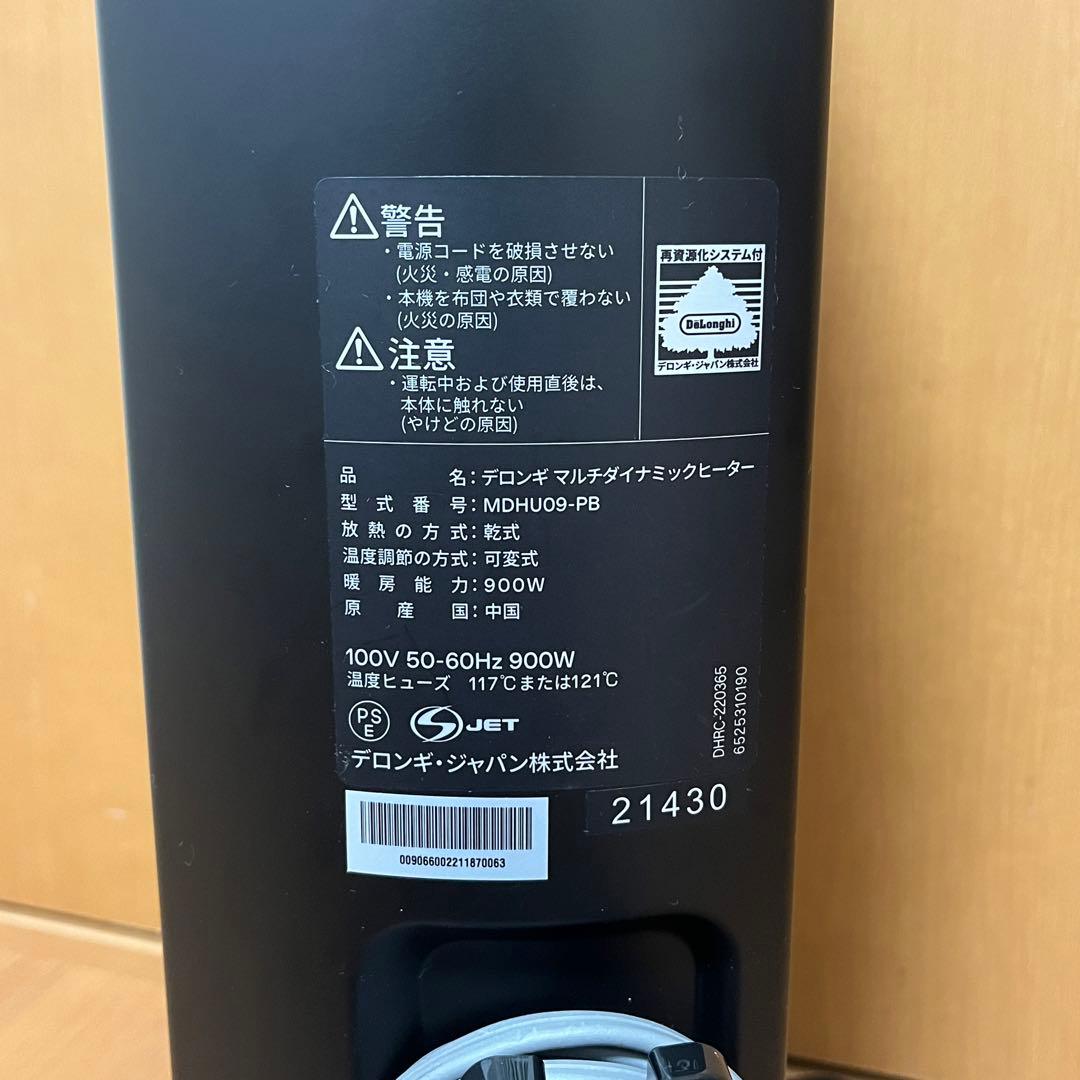 警告
・電源コードを破損させない
(火災・感電の原因)
・本機を布団や衣類で覆わない
(火災の原因)
注意
・運転中および使用直後は、
本体に触れない
(やけどの原因)
再資源化システム付
DeLonghi
デロンギ・ジャパン株式会社
品名：デロンギ マルチダイナミックヒーター
型式番号：MDHU09-PB
放熱の方式：乾式
温度調節の方式：可変式
暖房能力：900W
原産国：中国
100V 50-60Hz 900W
温度ヒューズ 117℃または121℃
PS
E
S JET
デロンギ・ジャパン株式会社
DHRC-220365
6525310190
21430
009066002211870063